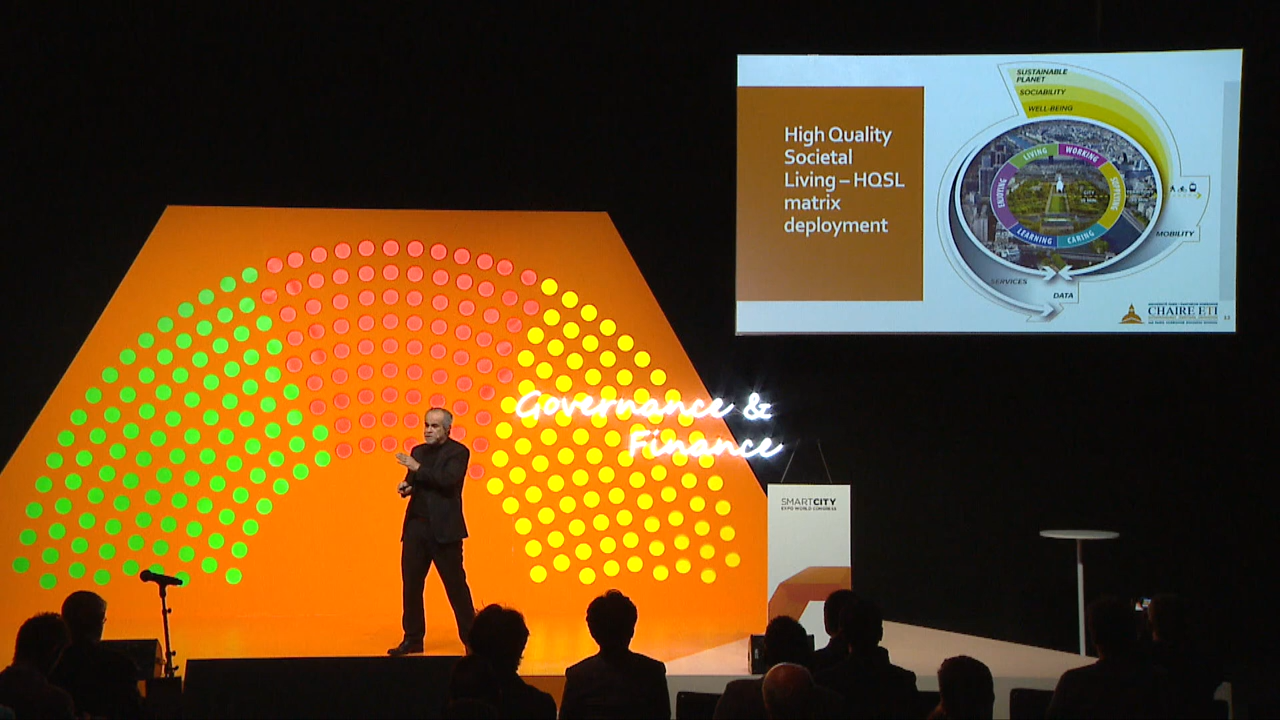 High Quality
Societal
Living – HQSL
matrix
deployment
SUSTAINABLE
PLANET
SOCIABILITY
WELL-BEING
LIVING
WORKING
SUPPLYING
CARING
LEARNING
ENJOYING
MOBILITY
SERVICES
DATA
CHAIRE ETI
Governance &
Finance
SMARTCITY
EXPO WORLD CONGRESS